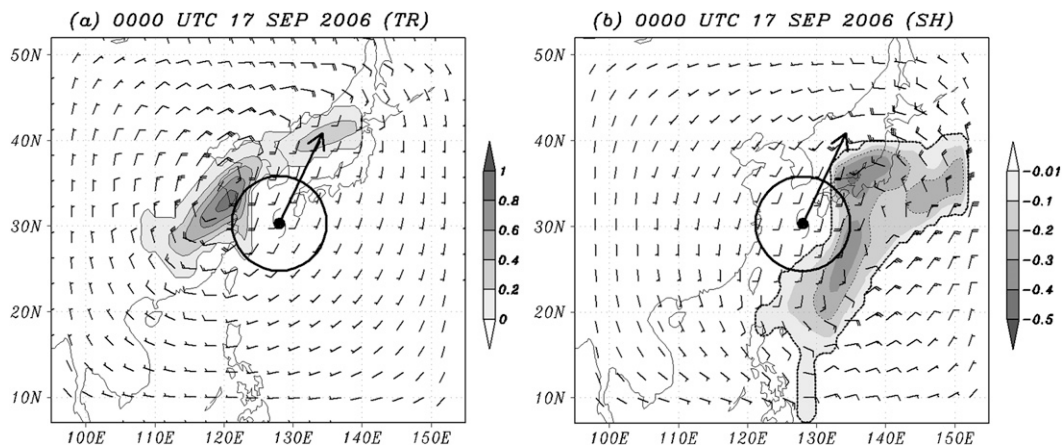 (a) 0000 UTC 17 SEP 2006 (TR)
50N
40N
30N
20N
10N
100E 110E 120E 130E 140E 150E
1
0.8
0.6
0.4
0.2
0
(b) 0000 UTC 17 SEP 2006 (SH)
50N
40N
30N
20N
10N
100E 110E 120E 130E 140E 150E
-0.01
-0.1
-0.2
-0.3
-0.4
-0.5